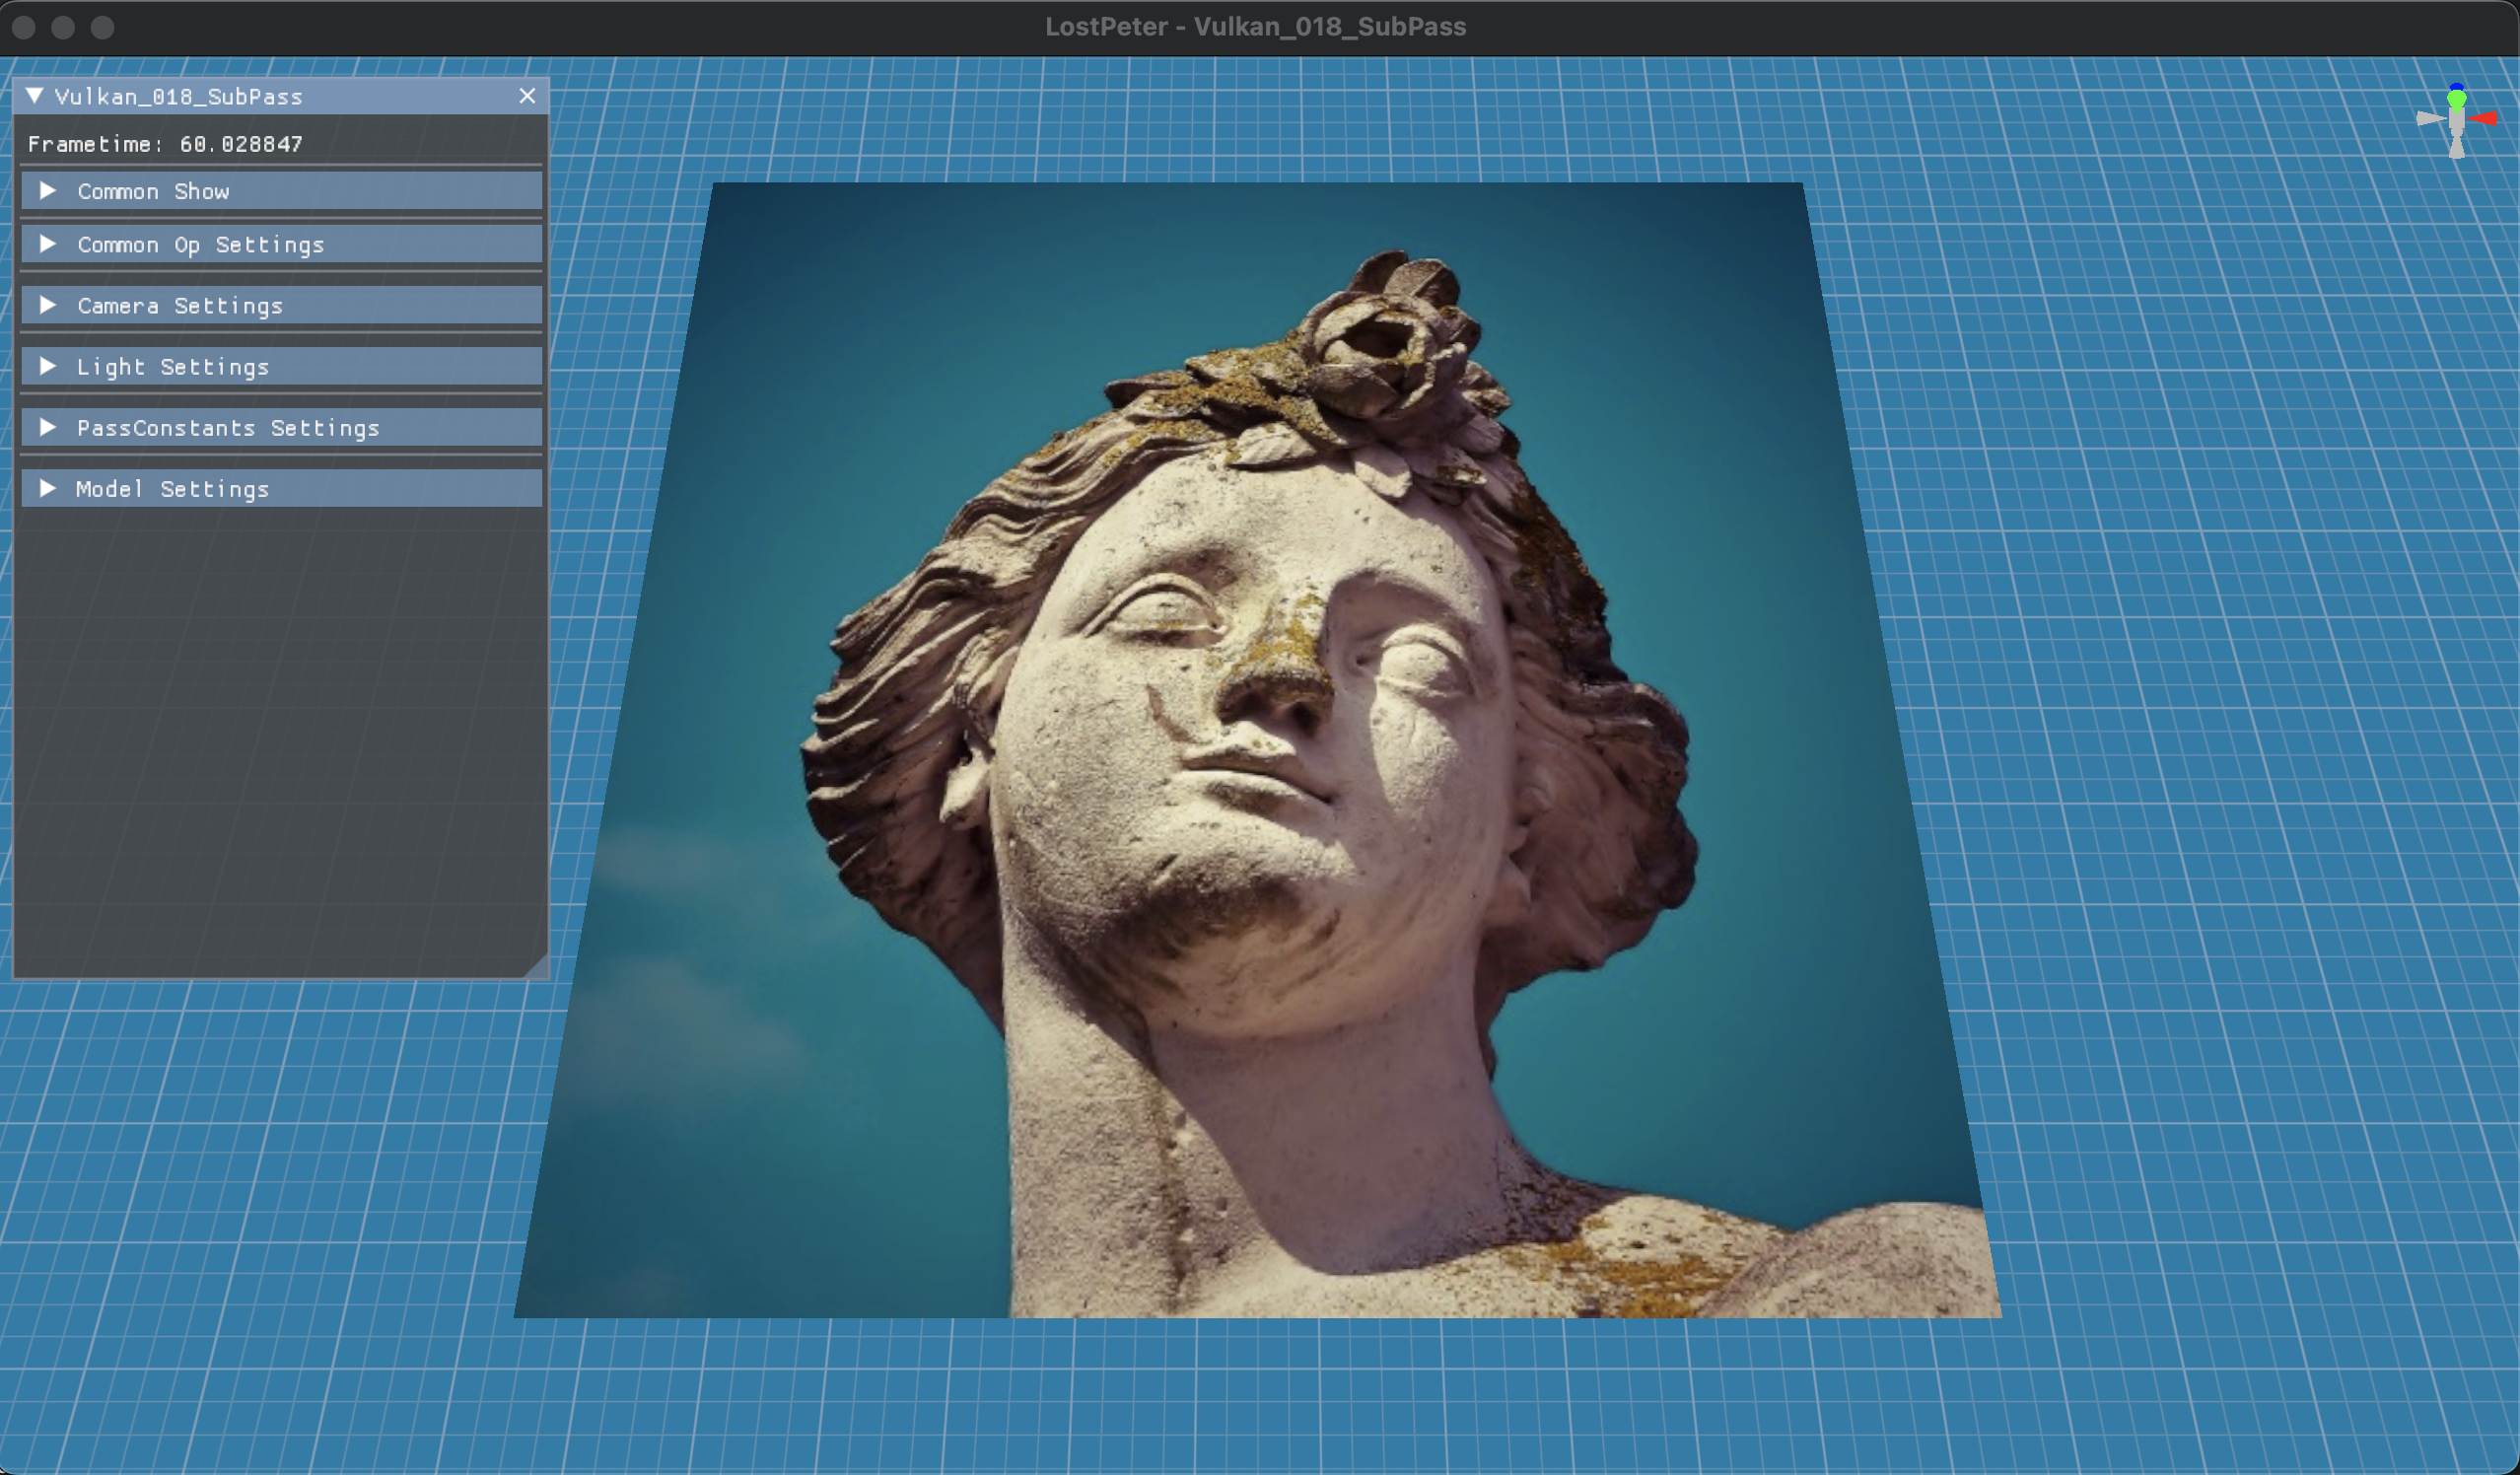 LostPeter - Vulkan_018_SubPass
Vulkan_018_SubPass
Frametime: 60.028847
Common Show
Common Op Settings
Camera Settings
Light Settings
PassConstants Settings
Model Settings